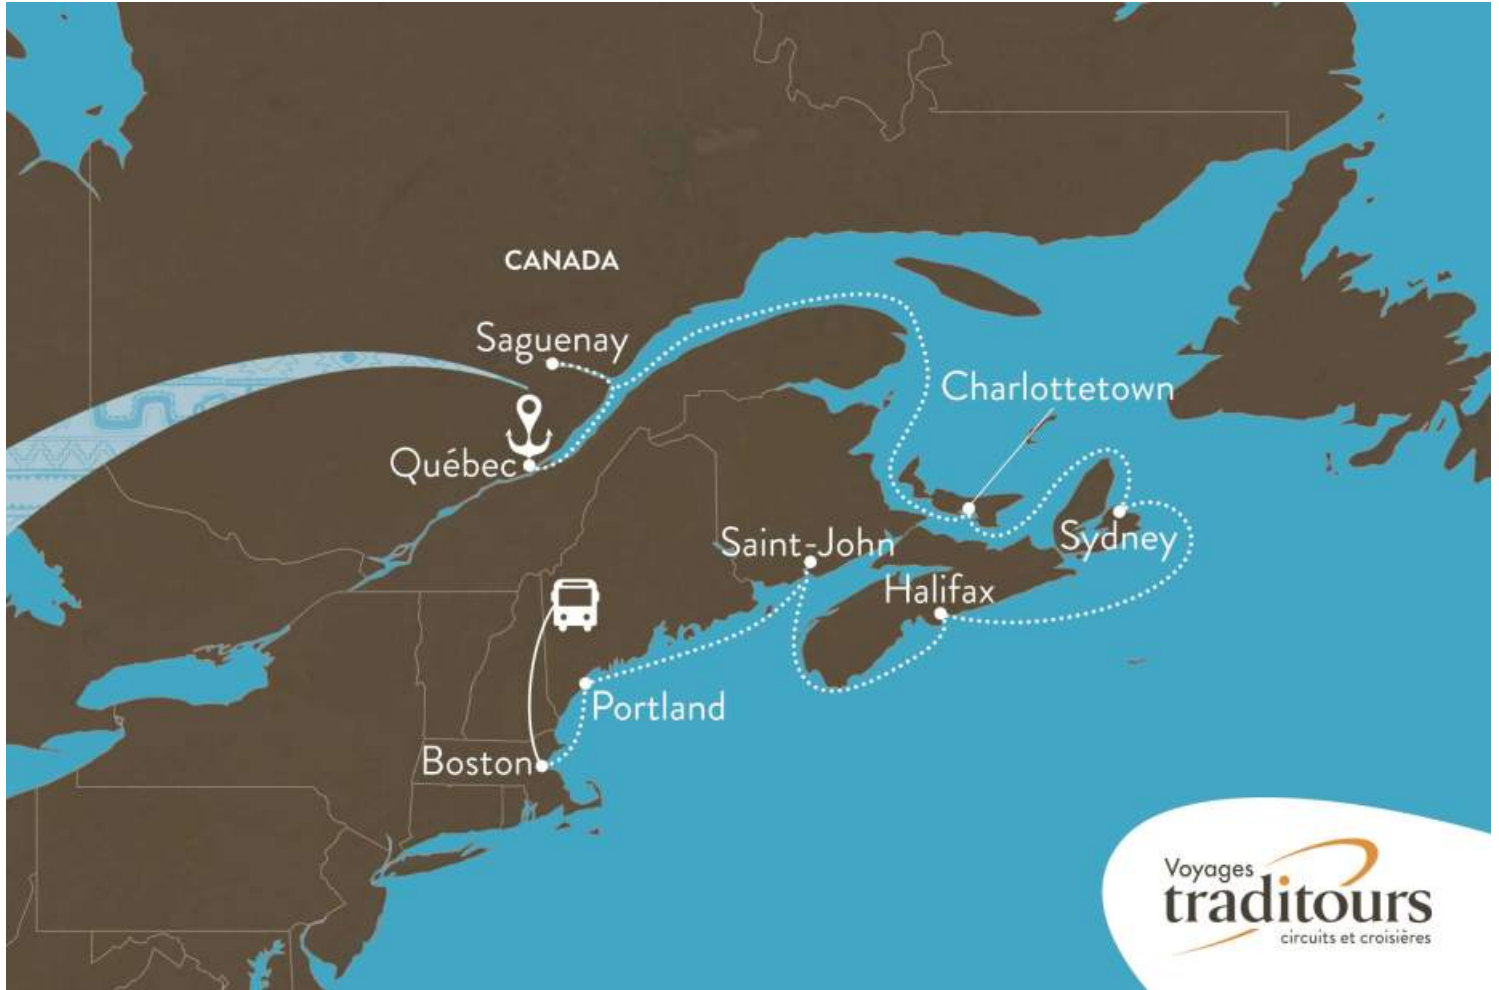 CANADA
Saguenay
Charlottetown
Québec
Saint-John
Sydney
Halifax
Portland
Boston
Voyages
traditours
circuits et croisières